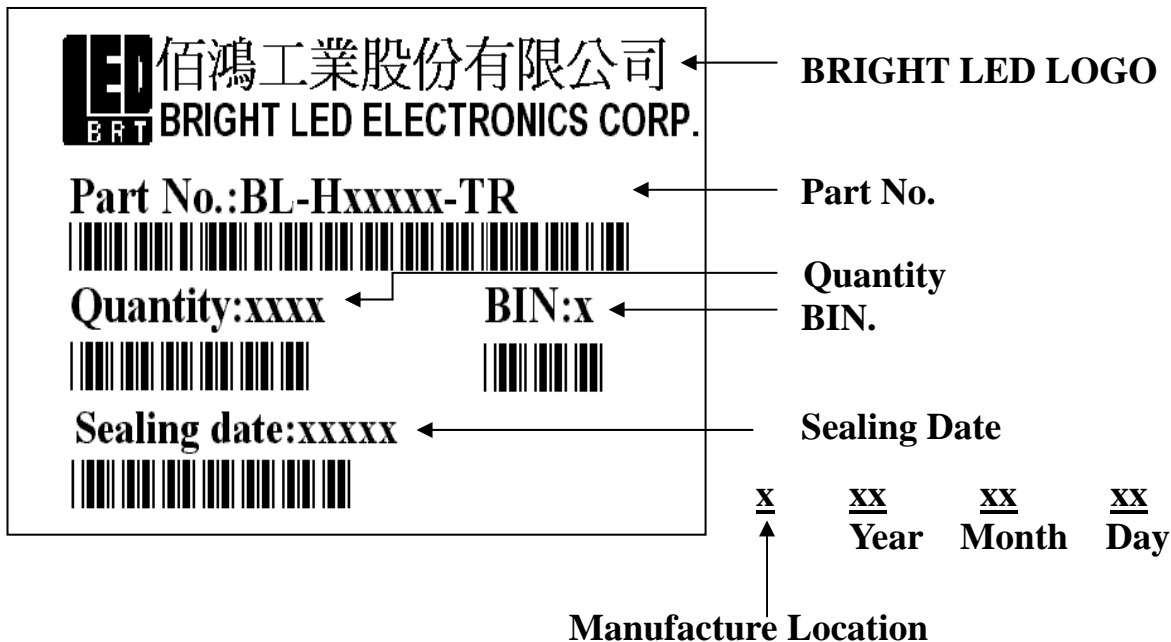 LED 佰鴻工業股份有限公司
BRT BRIGHT LED ELECTRONICS CORP.
BRIGHT LED LOGO
Part No.:BL-Hxxxxx-TR
Part No.
Quantity:xxxx
BIN:x
Quantity
BIN.
Sealing date:xxxxx
Sealing Date
x xx xx xx
Year Month Day
Manufacture Location